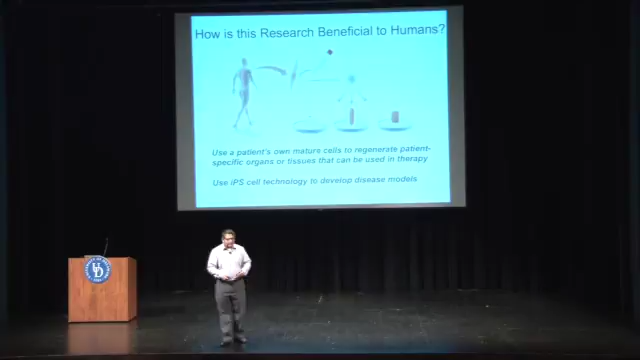 How is this Research Beneficial to Humans?
Use a patient's own mature cells to regenerate patient-
specific organs or tissues that can be used in therapy
Use iPS cell technology to develop disease models
UD